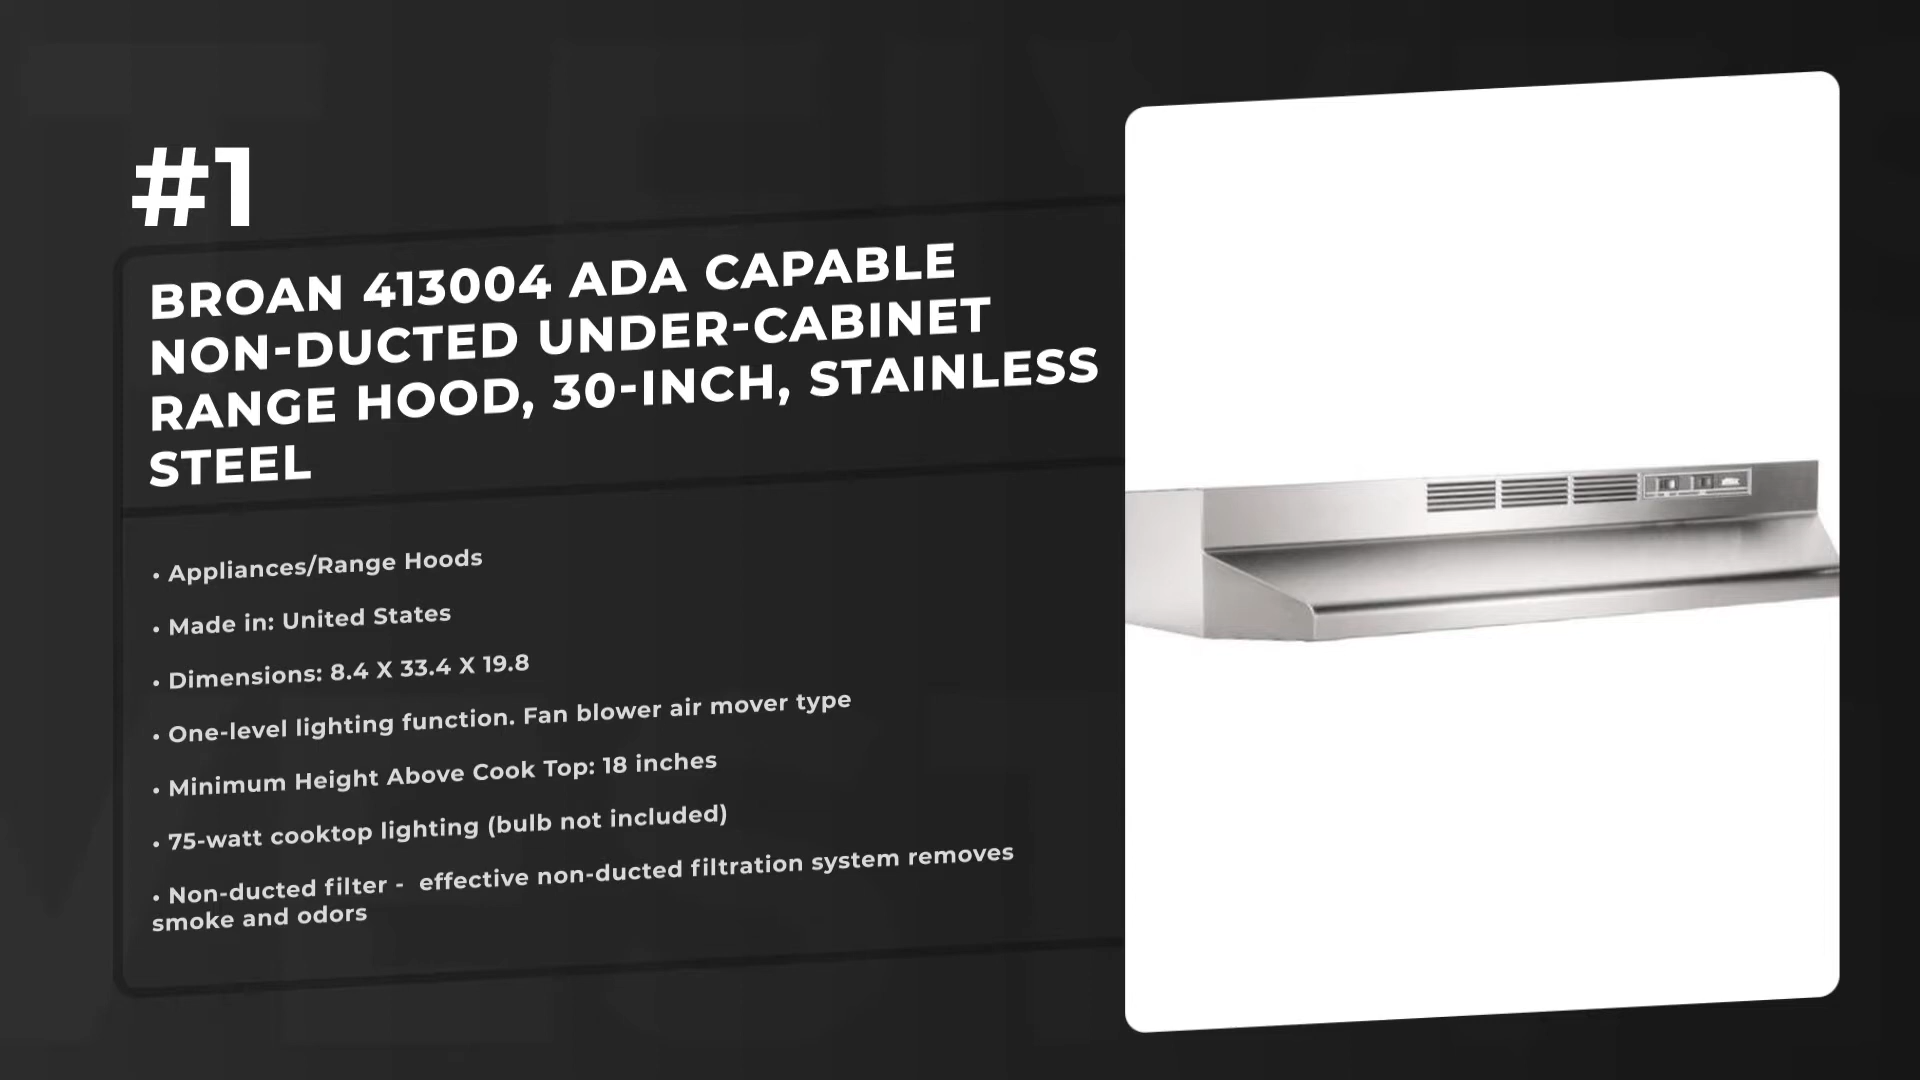 #1
BROAN 413004 ADA CAPABLE
NON-DUCTED UNDER-CABINET
RANGE HOOD, 30-INCH, STAINLESS
STEEL
• Appliances/Range Hoods
• Made in: United States
• Dimensions: 8.4 X 33.4 X 19.8
• One-level lighting function. Fan blower air mover type
• Minimum Height Above Cook Top: 18 inches
• 75-watt cooktop lighting (bulb not included)
• Non-ducted filter -  effective non-ducted filtration system removes
smoke and odors